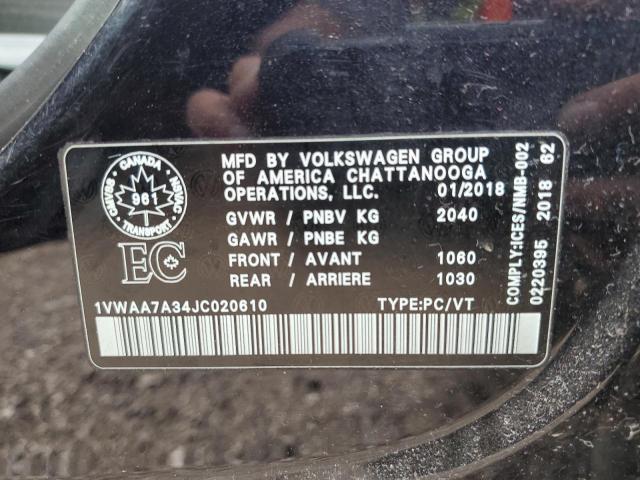 CANADA
961
TRANSPORT
EC
MFD BY VOLKSWAGEN GROUP
OF AMERICA CHATTANOOGA
OPERATIONS, LLC. 01/2018
GVWR / PNBV KG 2040
GAWR / PNBE KG
FRONT / AVANT 1060
REAR / ARRIERE 1030
1VWAA7A34JC020610 TYPE:PC/VT
COMPLY:ICES/NMB-002
0220395 2018 62